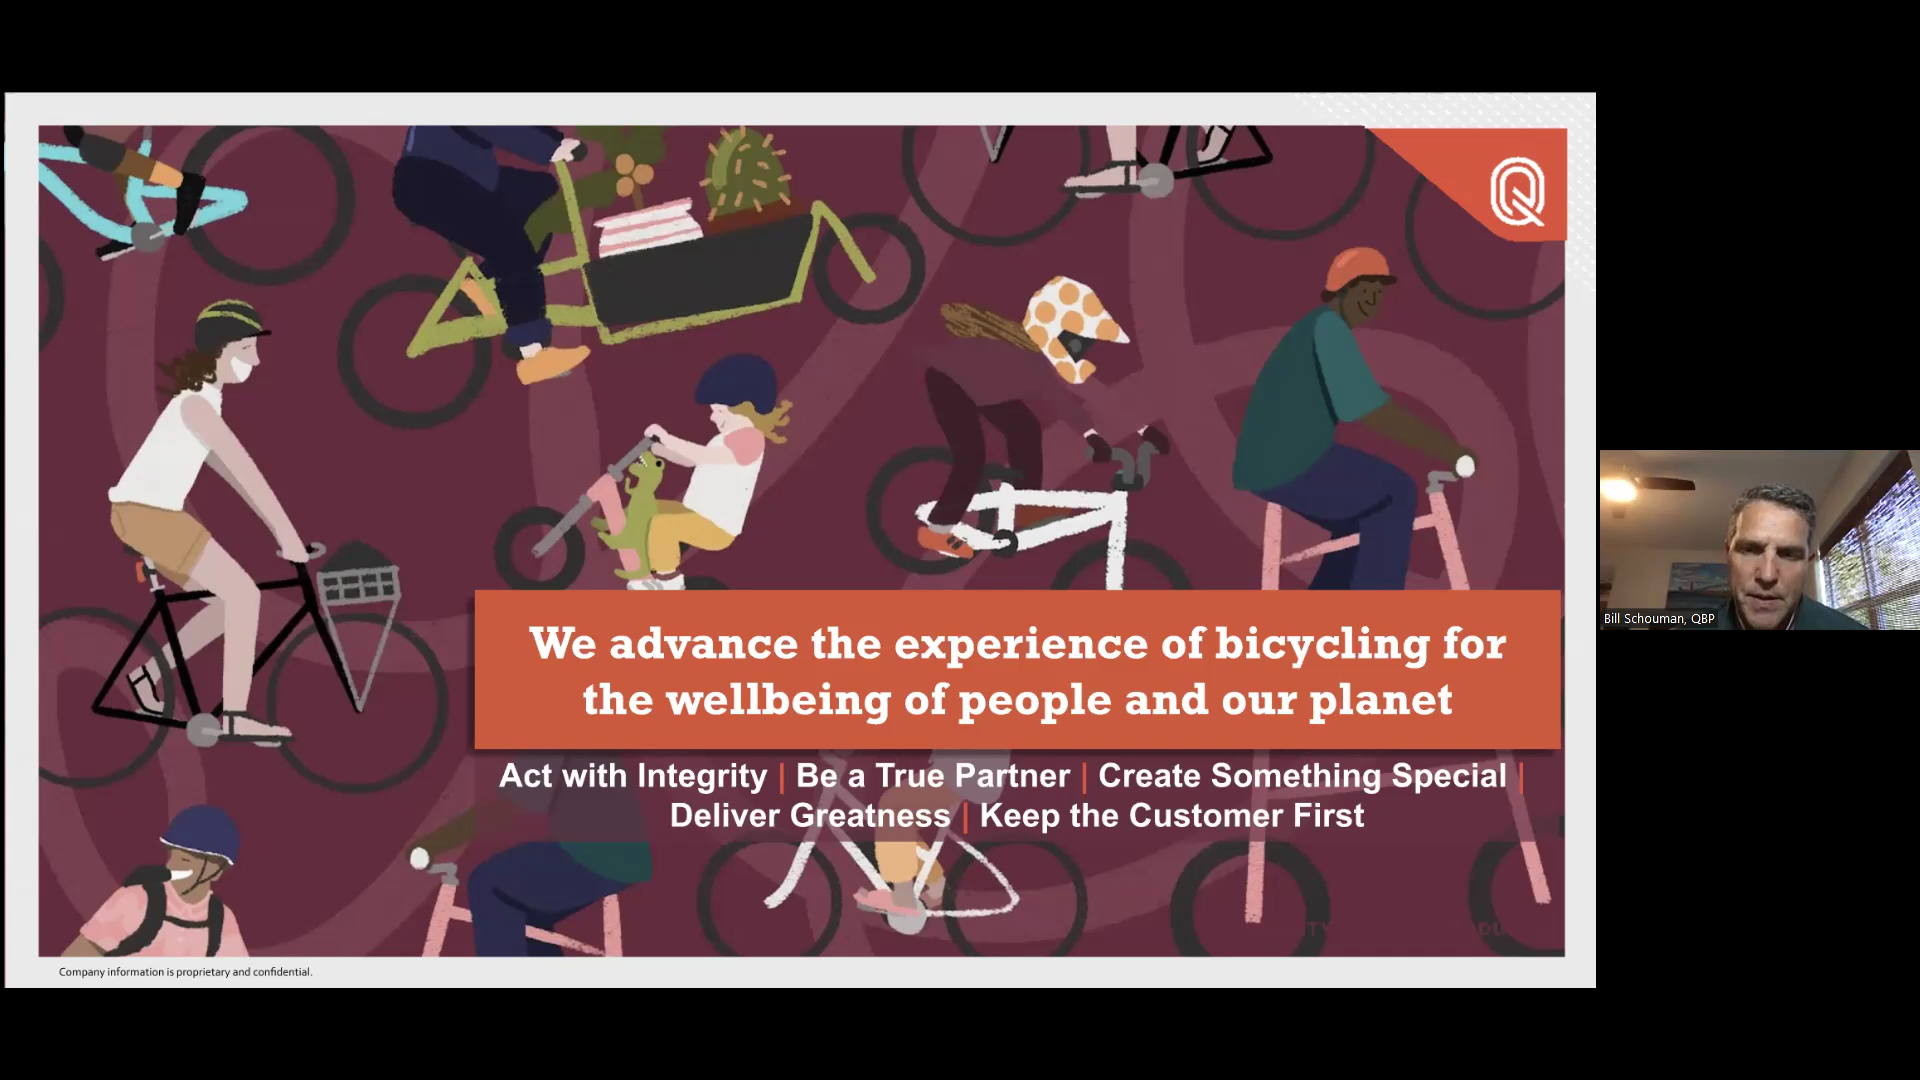 Q
We advance the experience of bicycling for
the wellbeing of people and our planet
Act with Integrity | Be a True Partner | Create Something Special |
Deliver Greatness | Keep the Customer First
Company information is proprietary and confidential.
Bill Schouman, QBP